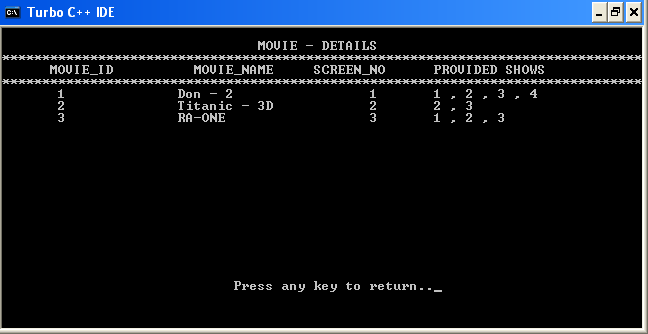 Turbo C++ IDE
MOVIE - DETAILS
********************************************************************************
MOVIE_ID MOVIE_NAME SCREEN_NO PROVIDED SHOWS
********************************************************************************
1 Don - 2 1 1 , 2 , 3 , 4
2 Titanic - 3D 2 2 , 3
3 RA-ONE 3 1 , 2 , 3
Press any key to return.._